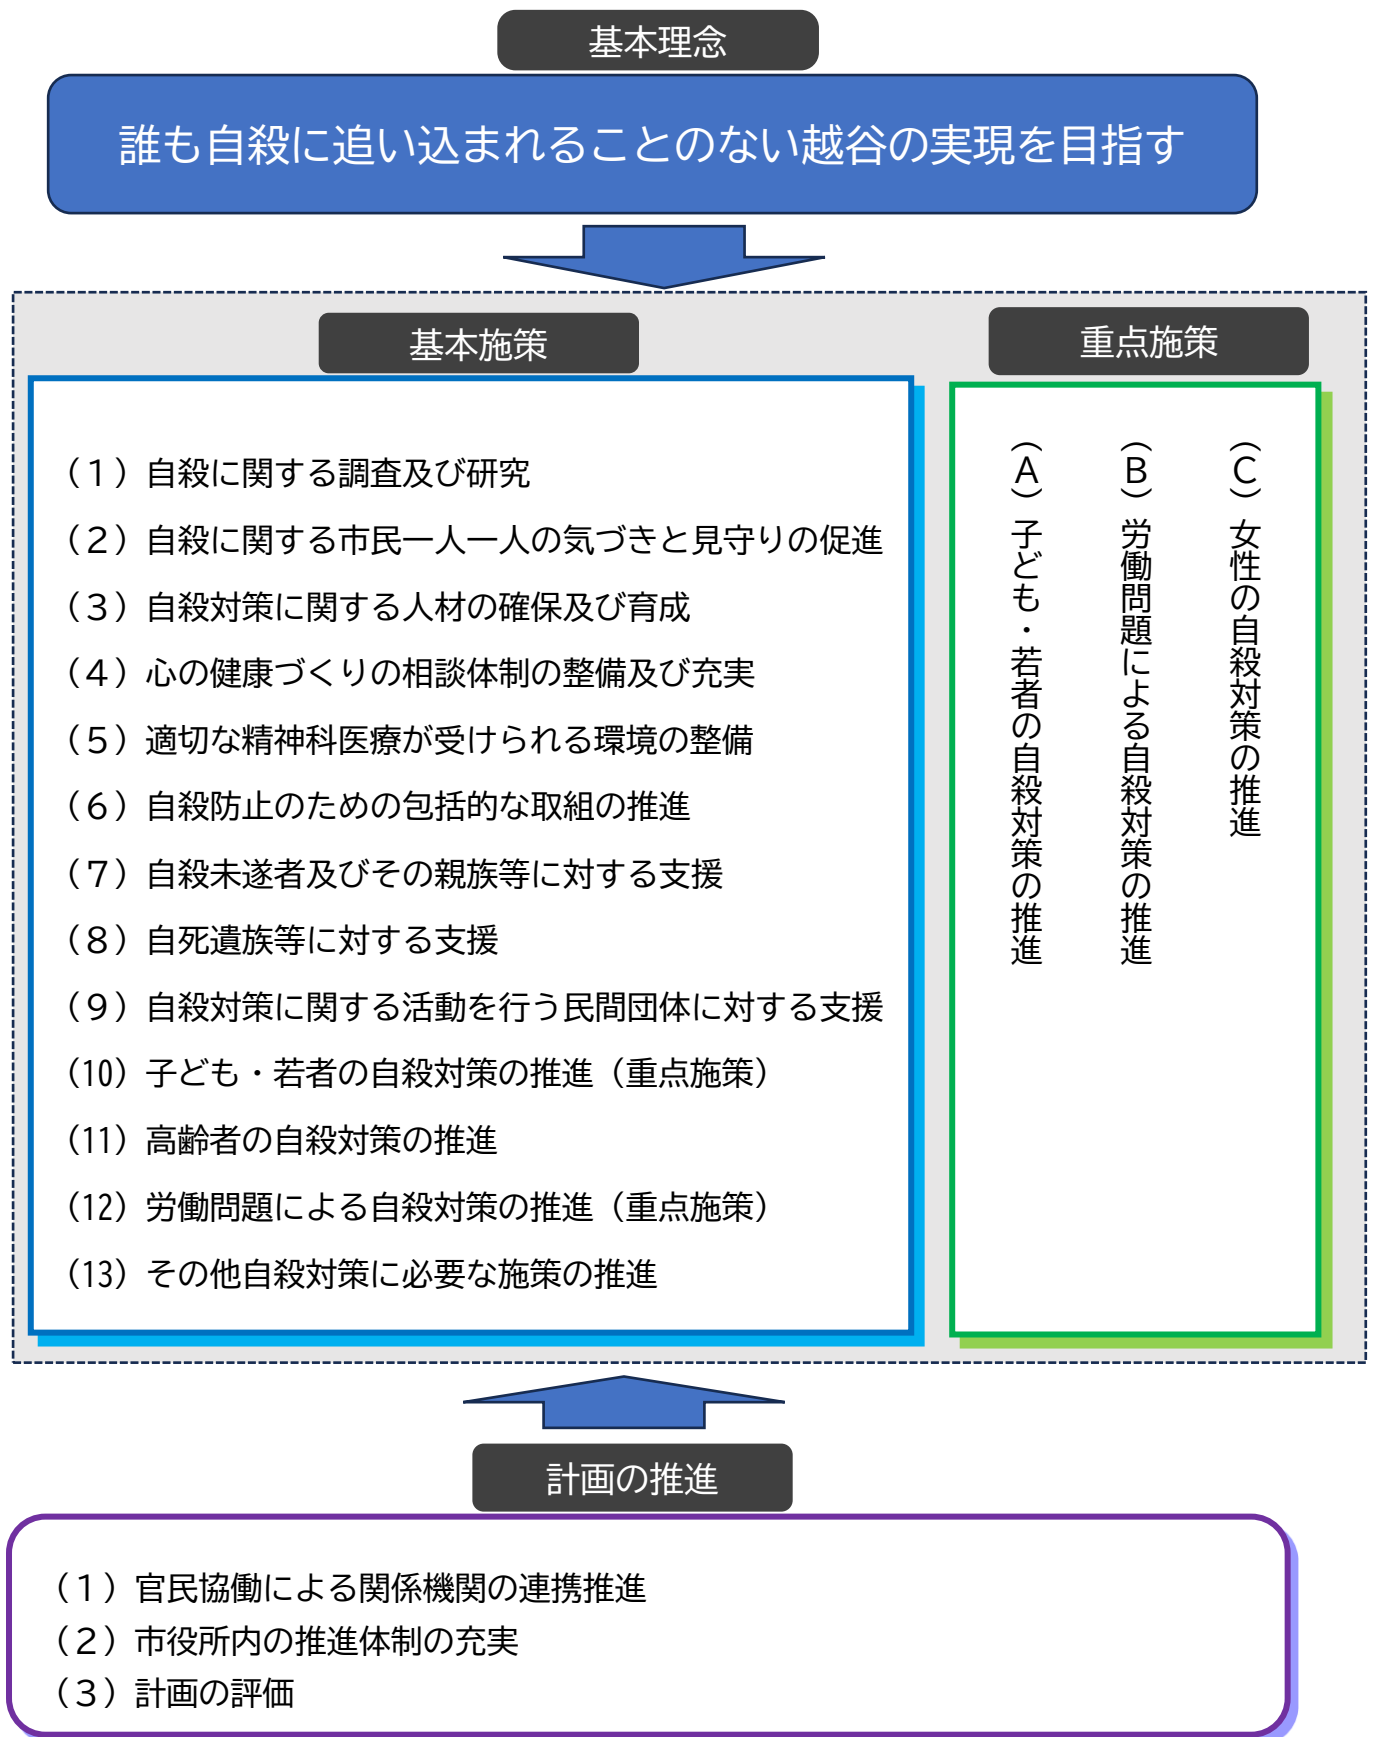 基本理念
誰も自殺に追い込まれることのない越谷の実現を目指す
基本施策
(1)自殺に関する調査及び研究
(2)自殺に関する市民一人一人の気づきと見守りの促進
(3)自殺対策に関する人材の確保及び育成
(4)心の健康づくりの相談体制の整備及び充実
(5)適切な精神科医療が受けられる環境の整備
(6)自殺防止のための包括的な取組の推進
(7)自殺未遂者及びその親族等に対する支援
(8)自死遺族等に対する支援
(9)自殺対策に関する活動を行う民間団体に対する支援
(10)子ども・若者の自殺対策の推進(重点施策)
(11)高齢者の自殺対策の推進
(12)労働問題による自殺対策の推進(重点施策)
(13)その他自殺対策に必要な施策の推進
重点施策
(A)子ども・若者の自殺対策の推進
(B)労働問題による自殺対策の推進
(C)女性の自殺対策の推進
計画の推進
(1)官民協働による関係機関の連携推進
(2)市役所内の推進体制の充実
(3)計画の評価